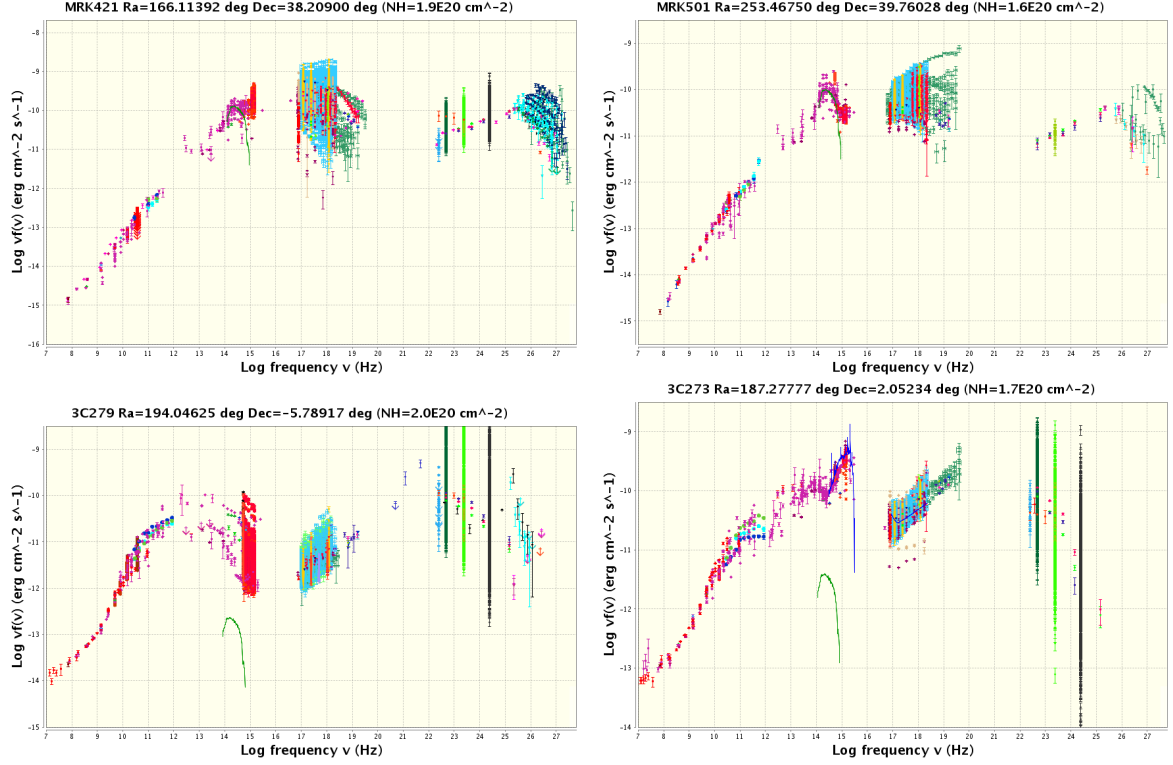 MRK421 Ra=166.11392 deg Dec=38.20900 deg (NH=1.9E20 cm^-2)
Log νf(ν) (erg cm^-2 s^-1)
-8
-9
-10
-11
-12
-13
-14
-15
-16
7 8 9 10 11 12 13 14 15 16 17 18 19 20 21 22 23 24 25 26 27
Log frequency ν (Hz)
MRK501 Ra=253.46750 deg Dec=39.76028 deg (NH=1.6E20 cm^-2)
Log νf(ν) (erg cm^-2 s^-1)
-9
-10
-11
-12
-13
-14
-15
7 8 9 10 11 12 13 14 15 16 17 18 19 20 21 22 23 24 25 26 27
Log frequency ν (Hz)
3C279 Ra=194.04625 deg Dec=-5.78917 deg (NH=2.0E20 cm^-2)
Log νf(ν) (erg cm^-2 s^-1)
-9
-10
-11
-12
-13
-14
-15
7 8 9 10 11 12 13 14 15 16 17 18 19 20 21 22 23 24 25 26 27
Log frequency ν (Hz)
3C273 Ra=187.27777 deg Dec=2.05234 deg (NH=1.7E20 cm^-2)
Log νf(ν) (erg cm^-2 s^-1)
-9
-10
-11
-12
-13
-14
7 8 9 10 11 12 13 14 15 16 17 18 19 20 21 22 23 24 25 26 27
Log frequency ν (Hz)